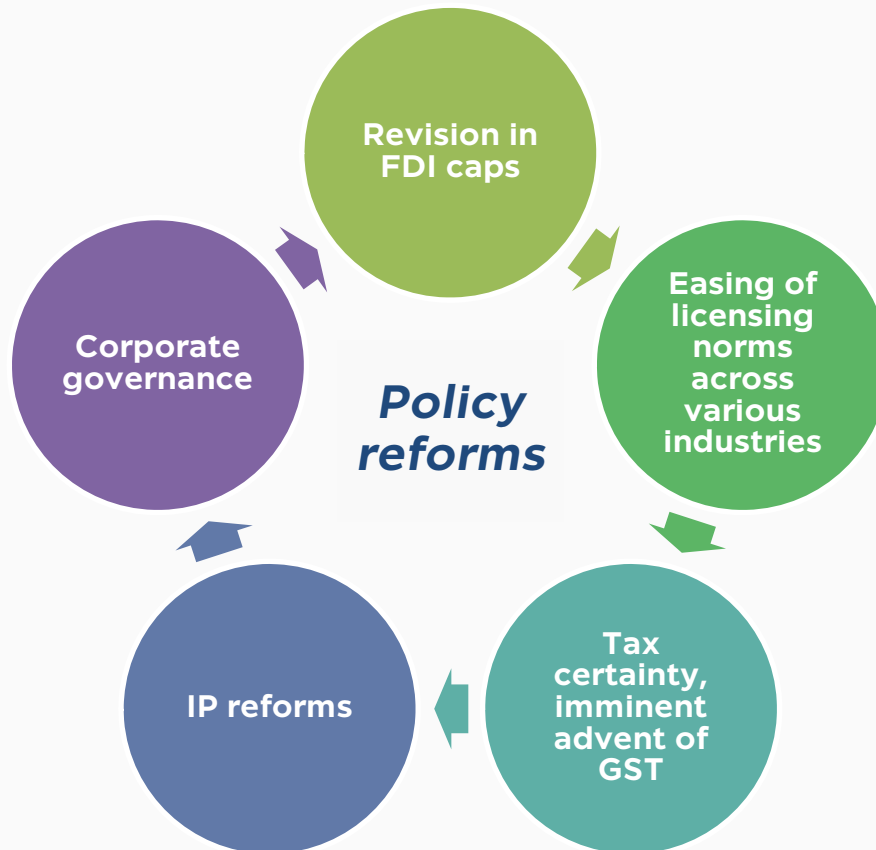 Revision in
FDI caps
Easing of
licensing
norms
across
various
industries
Tax
certainty,
imminent
advent of
GST
IP reforms
Corporate
governance
Policy
reforms